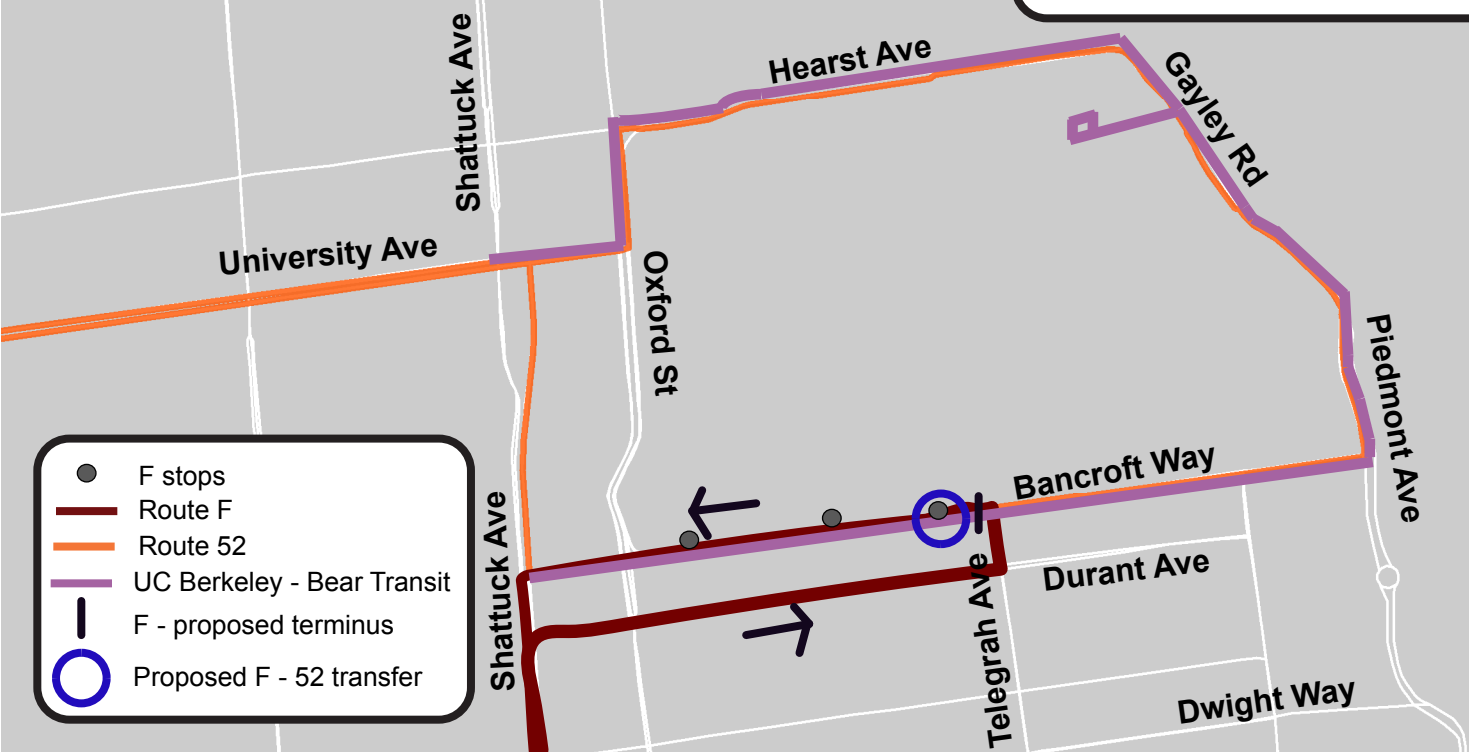 Shattuck Ave
Hearst Ave
Gayley Rd
University Ave
Oxford St
Piedmont Ave
Bancroft Way
Shattuck Ave
Telegrah Ave
Durant Ave
Dwight Way
F stops
Route F
Route 52
UC Berkeley - Bear Transit
F - proposed terminus
Proposed F - 52 transfer